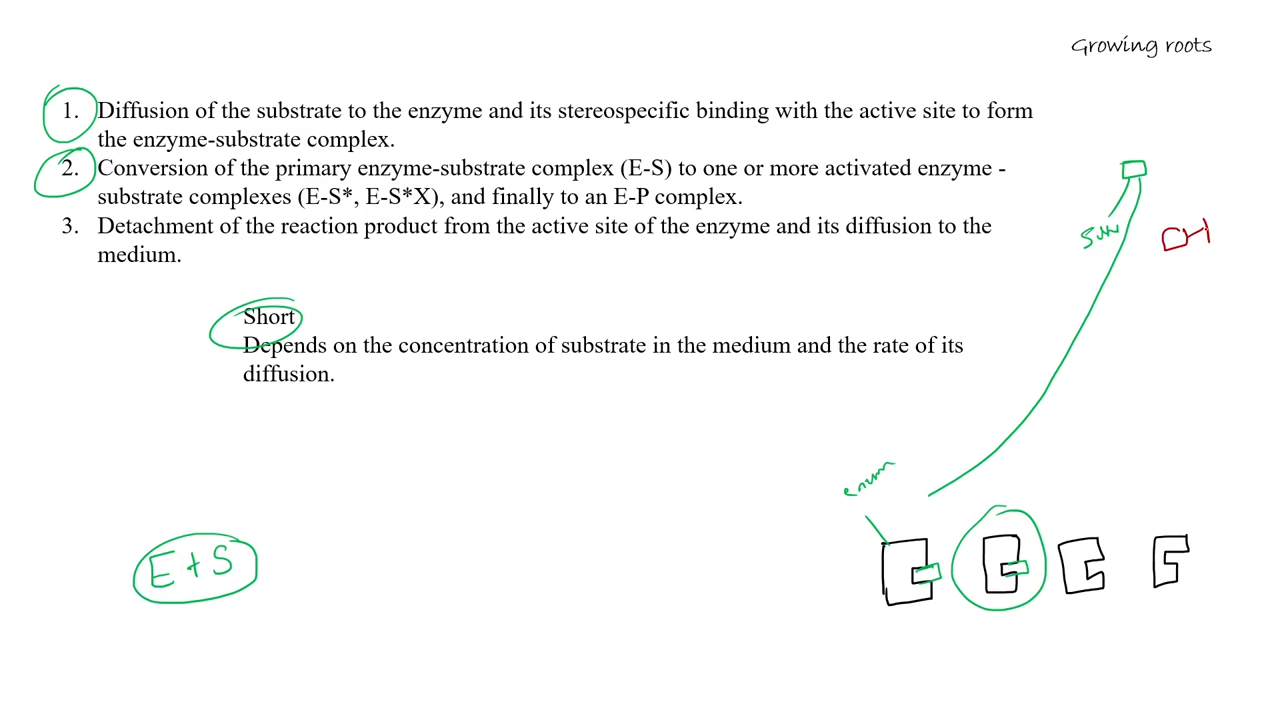 Growing roots
1. Diffusion of the substrate to the enzyme and its stereospecific binding with the active site to form
the enzyme-substrate complex.
2. Conversion of the primary enzyme-substrate complex (E-S) to one or more activated enzyme -
substrate complexes (E-S*, E-S*X), and finally to an E-P complex.
3. Detachment of the reaction product from the active site of the enzyme and its diffusion to the
medium.
Short
Depends on the concentration of substrate in the medium and the rate of its
diffusion.
E + S